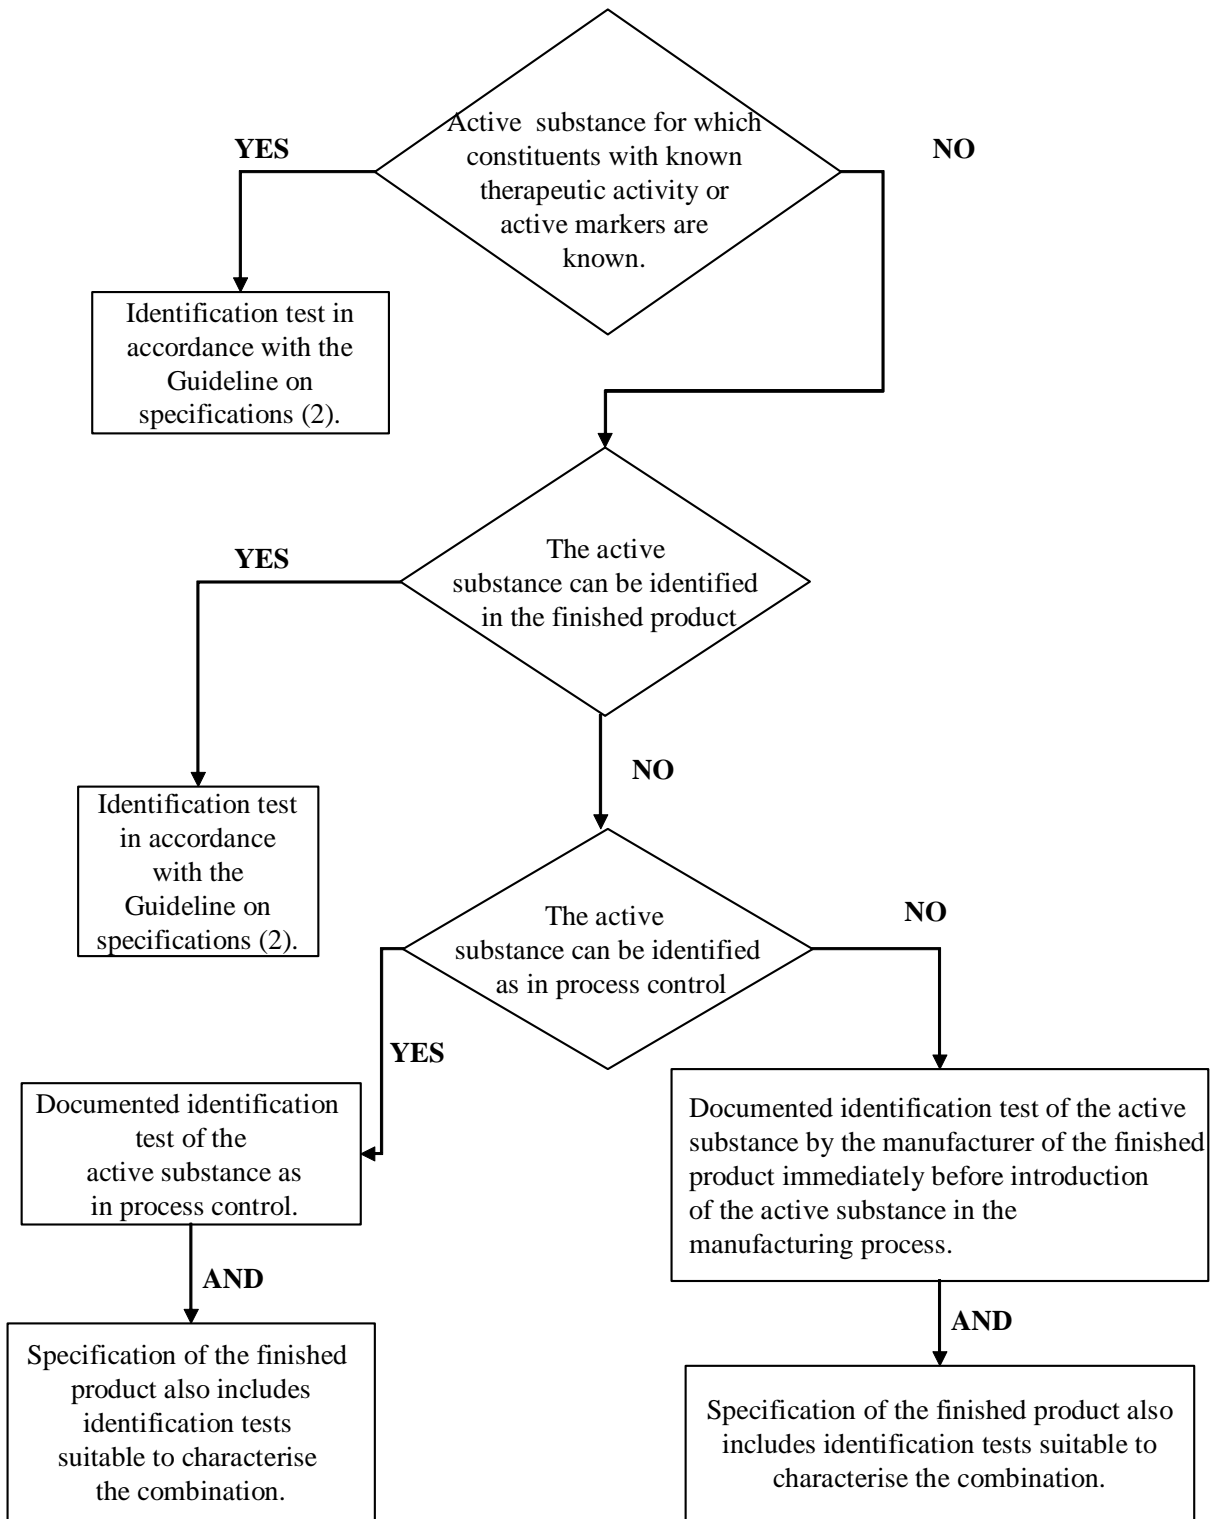 Active substance for which
constituents with known
therapeutic activity or
active markers are
known.
YES
NO
Identification test in
accordance with the
Guideline on
specifications (2).
The active
substance can be identified
in the finished product
YES
NO
Identification test
in accordance
with the
Guideline on
specifications (2).
The active
substance can be identified
as in process control
NO
YES
Documented identification
test of the
active substance as
in process control.
Documented identification test of the active
substance by the manufacturer of the finished
product immediately before introduction
of the active substance in the
manufacturing process.
AND
AND
Specification of the finished
product also includes
identification tests
suitable to characterise
the combination.
Specification of the finished product also
includes identification tests suitable to
characterise the combination.